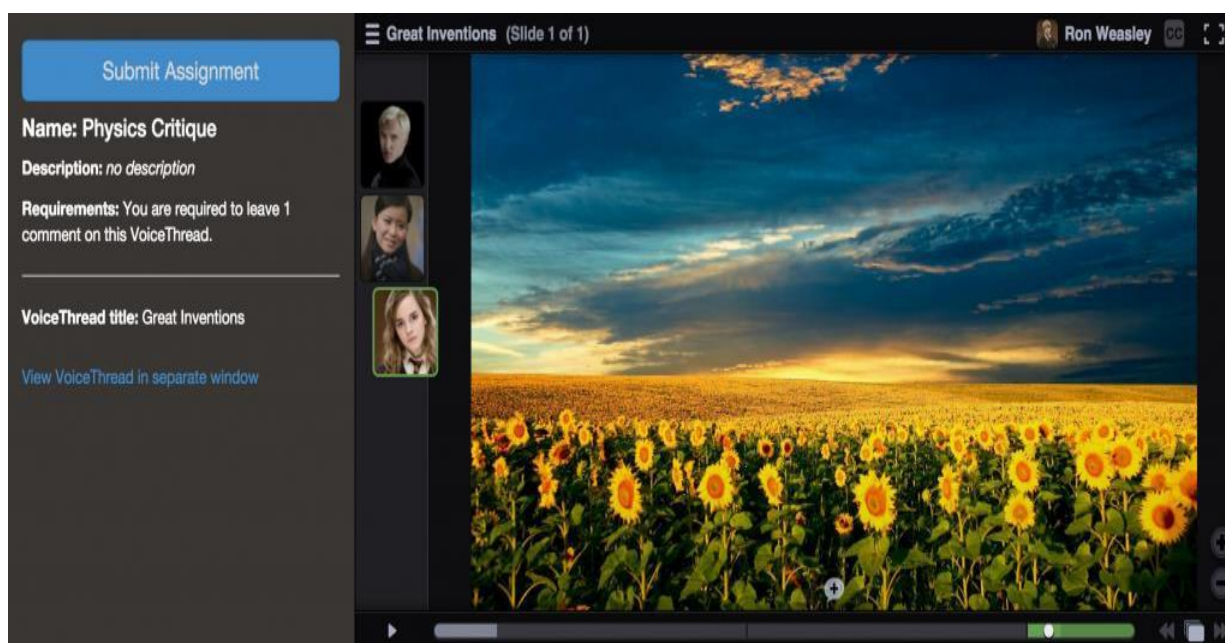 Submit Assignment
Name: Physics Critique
Description: no description
Requirements: You are required to leave 1
comment on this VoiceThread.
VoiceThread title: Great Inventions
View VoiceThread in separate window
Great Inventions (Slide 1 of 1)
Ron Weasley CC